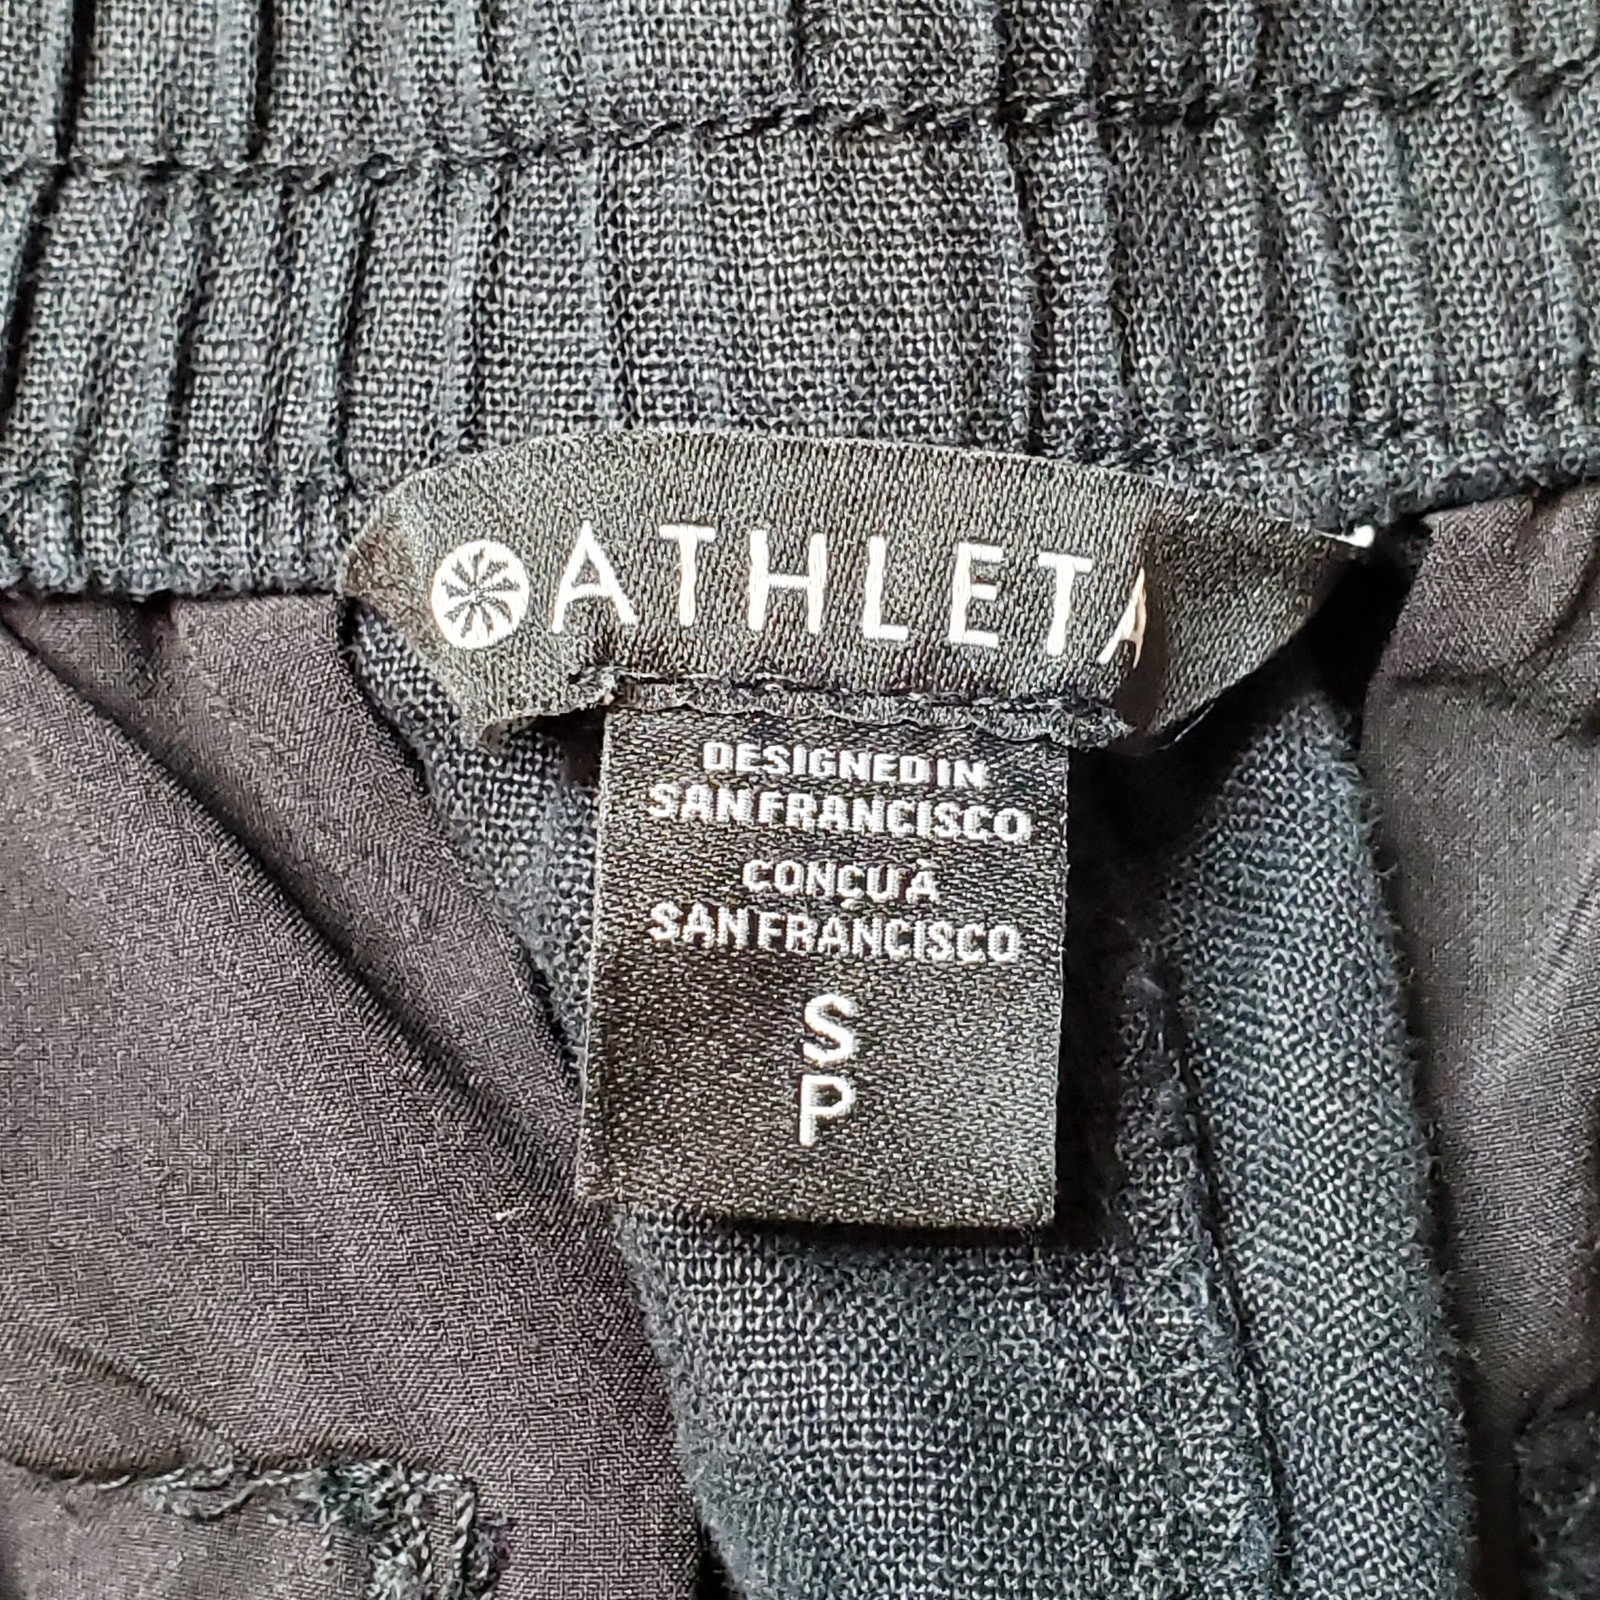 ATHLETA
DESIGNED IN
SAN FRANCISCO
CONÇU À
SAN FRANCISCO
S
P